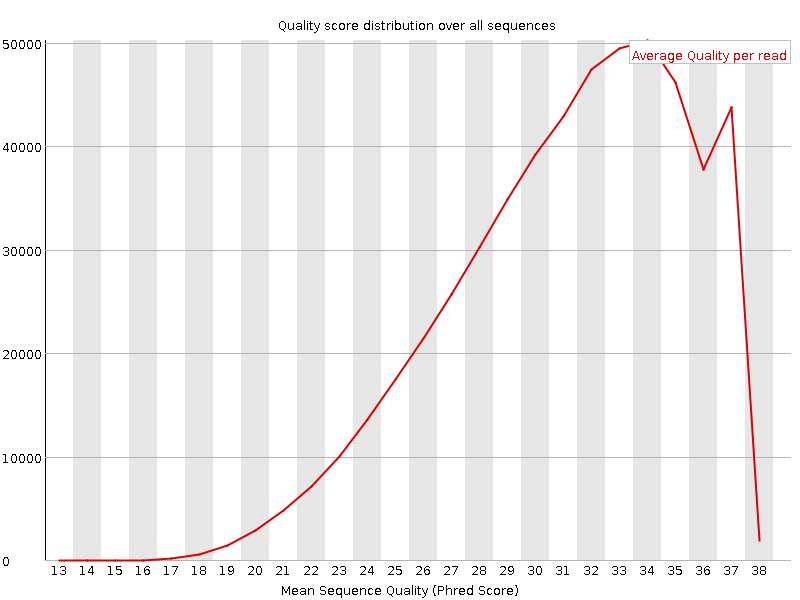 Quality score distribution over all sequences
50000
Average Quality per read
40000
30000
20000
10000
0
13 14 15 16 17 18 19 20 21 22 23 24 25 26 27 28 29 30 31 32 33 34 35 36 37 38
Mean Sequence Quality (Phred Score)